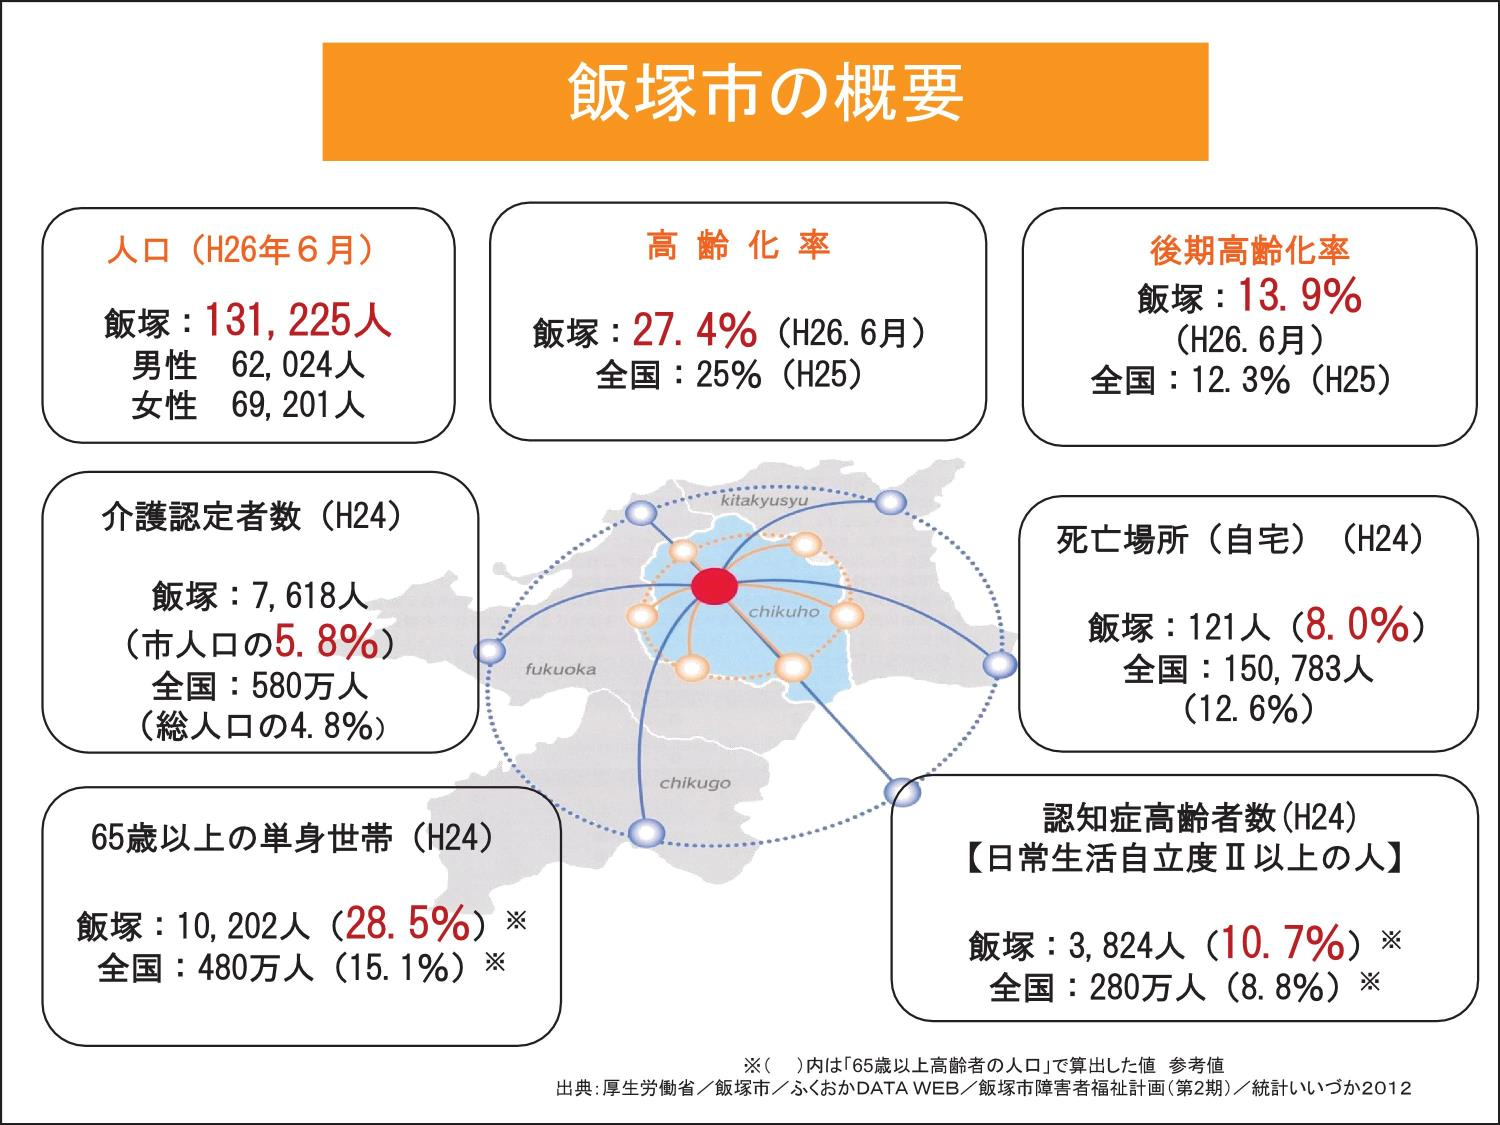 飯塚市の概要
人口（H26年６月）
飯塚：131, 225人
男性　62, 024人
女性　69, 201人
高 齢 化 率
飯塚：27. 4%（H26. 6月）
全国：25%（H25）
後期高齢化率
飯塚：13. 9%
（H26. 6月）
全国：12. 3%（H25）
介護認定者数（H24）
飯塚：7, 618人
（市人口の5. 8%）
全国：580万人
（総人口の4. 8%）
kitakyusyu
chikuho
fukuoka
chikugo
死亡場所（自宅）（H24）
飯塚：121人（8. 0%）
全国：150, 783人
（12. 6%）
65歳以上の単身世帯（H24）
飯塚：10, 202人（28. 5%）※
全国：480万人（15. 1%）※
認知症高齢者数(H24)
【日常生活自立度Ⅱ以上の人】
飯塚：3, 824人（10. 7%）※
全国：280万人（8. 8%）※
※(　)内は｢65歳以上高齢者の人口｣で算出した値　参考値
出典：厚生労働省／飯塚市／ふくおかDATA WEB／飯塚市障害者福祉計画（第2期）／統計いいづか2012